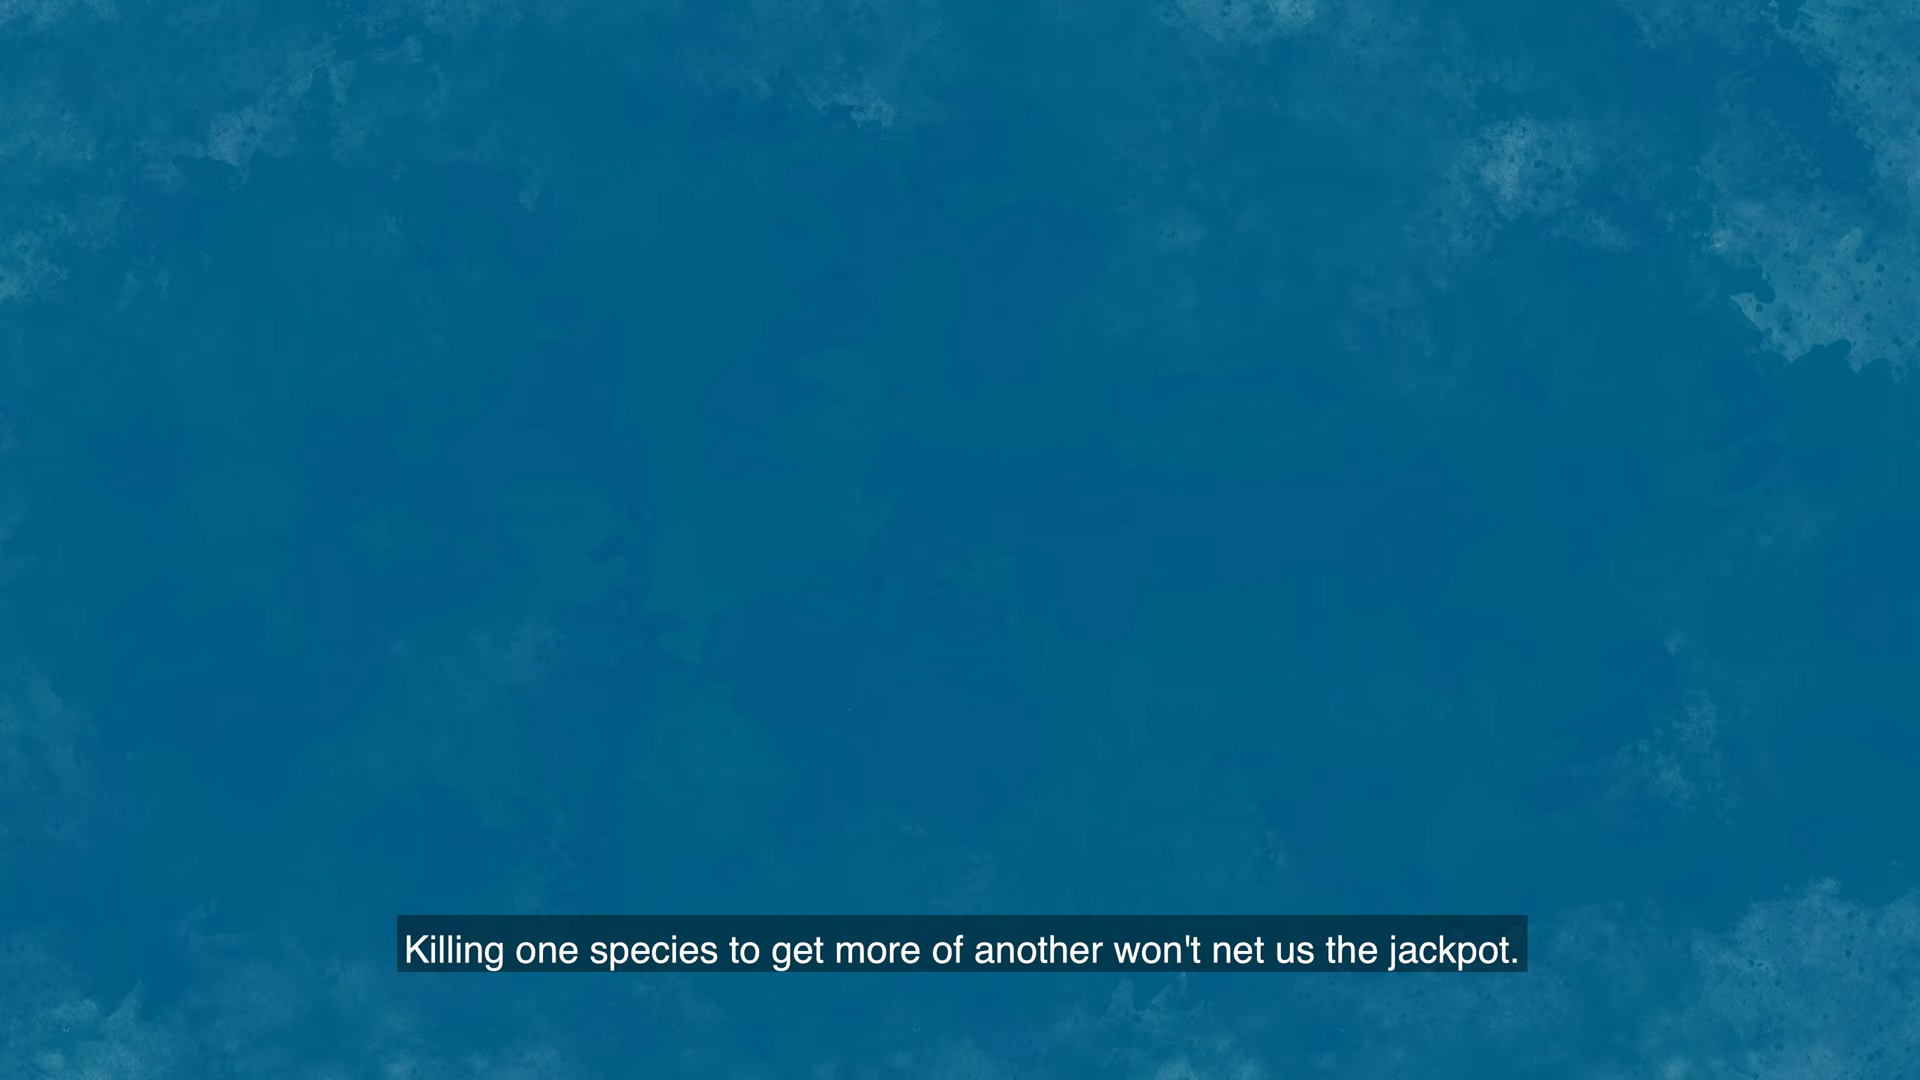 Killing one species to get more of another won't net us the jackpot.